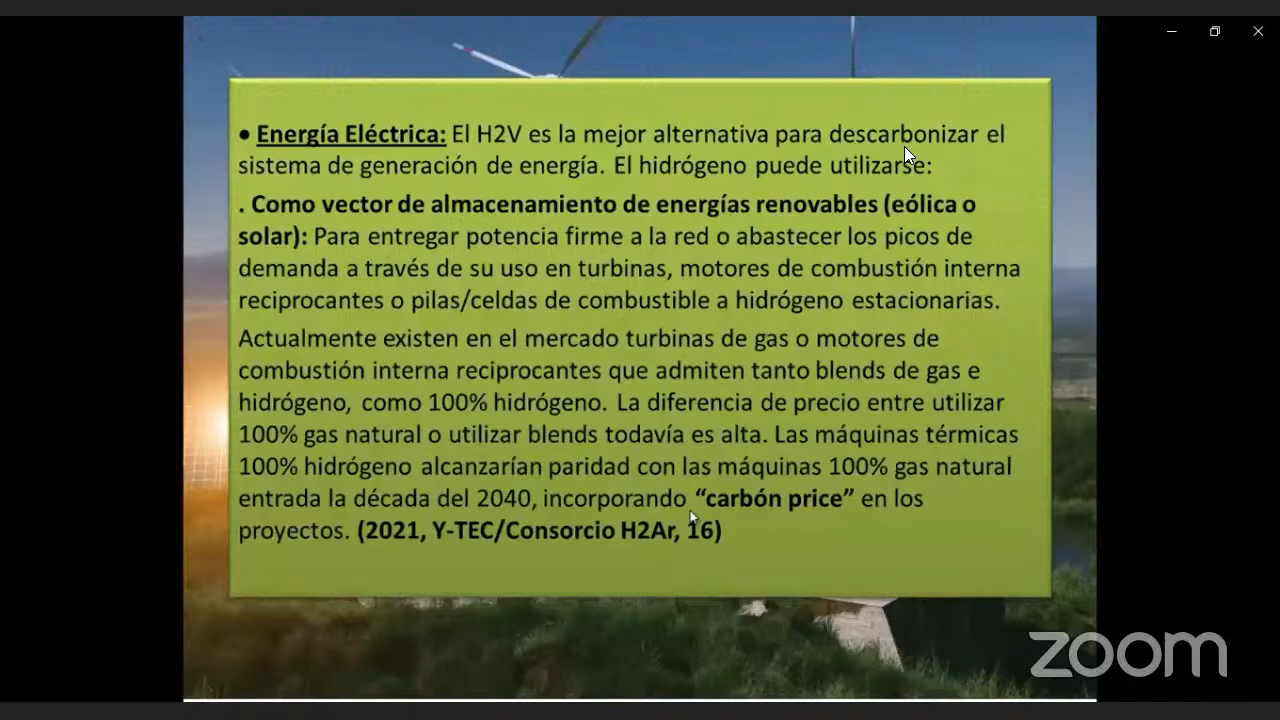 • Energía Eléctrica: El H2V es la mejor alternativa para descarbonizar el
sistema de generación de energía. El hidrógeno puede utilizarse:
. Como vector de almacenamiento de energías renovables (eólica o
solar): Para entregar potencia firme a la red o abastecer los picos de
demanda a través de su uso en turbinas, motores de combustión interna
reciprocantes o pilas/celdas de combustible a hidrógeno estacionarias.
Actualmente existen en el mercado turbinas de gas o motores de
combustión interna reciprocantes que admiten tanto blends de gas e
hidrógeno, como 100% hidrógeno. La diferencia de precio entre utilizar
100% gas natural o utilizar blends todavía es alta. Las máquinas térmicas
100% hidrógeno alcanzarían paridad con las máquinas 100% gas natural
entrada la década del 2040, incorporando “carbón price” en los
proyectos. (2021, Y-TEC/Consorcio H2Ar, 16)
zoom